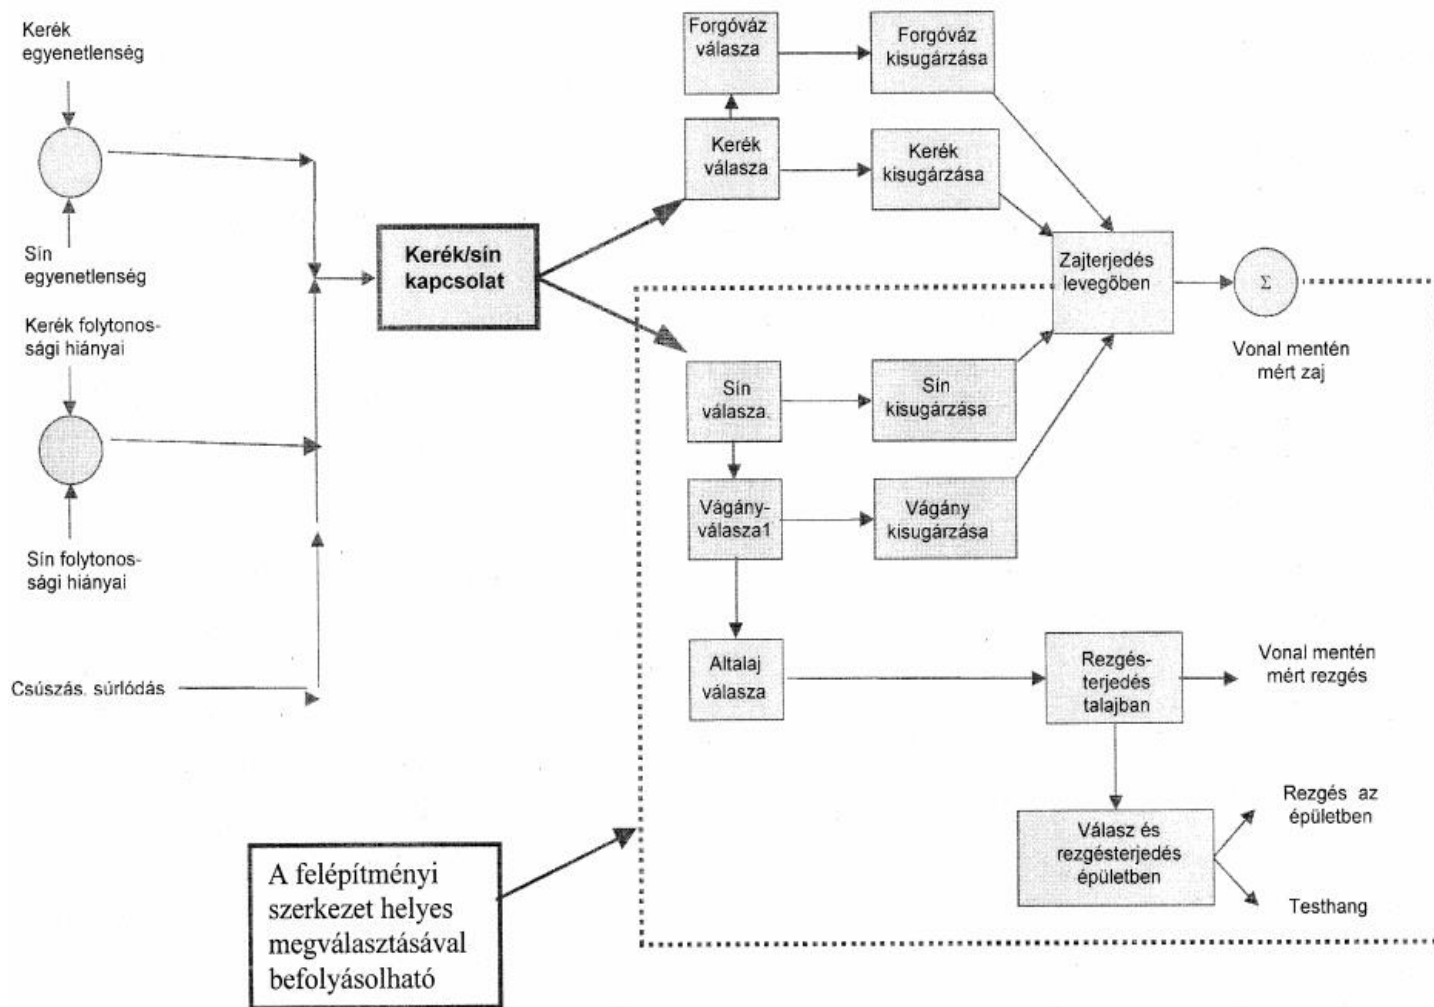 Kerék
egyenetlenség
Sín
egyenetlenség
Kerék folytonos-
sági hiányai
Sín folytonos-
sági hiányai
Csúszás, súrlódás
Kerék/sín
kapcsolat
Forgóváz
válasza
Forgóváz
kisugárzása
Kerék
válasza
Kerék
kisugárzása
Zajterjedés
levegőben
Σ
Vonal mentén
mért zaj
Sín
válasza
Sín
kisugárzása
Vágány-
válasza1
Vágány
kisugárzása
Altalaj
válasza
Rezgés-
terjedés
talajban
Vonal mentén
mért rezgés
Válasz és
rezgésterjedés
épületben
Rezgés az
épületben
Testhang
A felépítményi
szerkezet helyes
megválasztásával
befolyásolható